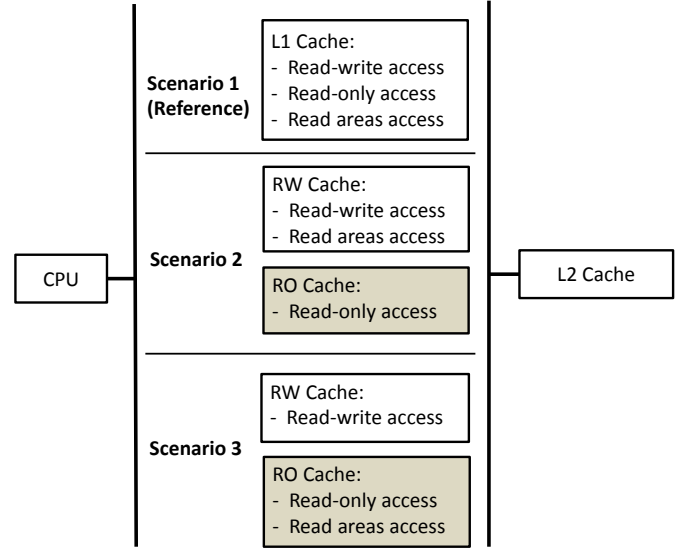 L1 Cache:
- Read-write access
- Read-only access
- Read areas access
Scenario 1
(Reference)
RW Cache:
- Read-write access
- Read areas access
Scenario 2
RO Cache:
- Read-only access
CPU
L2 Cache
RW Cache:
- Read-write access
Scenario 3
RO Cache:
- Read-only access
- Read areas access